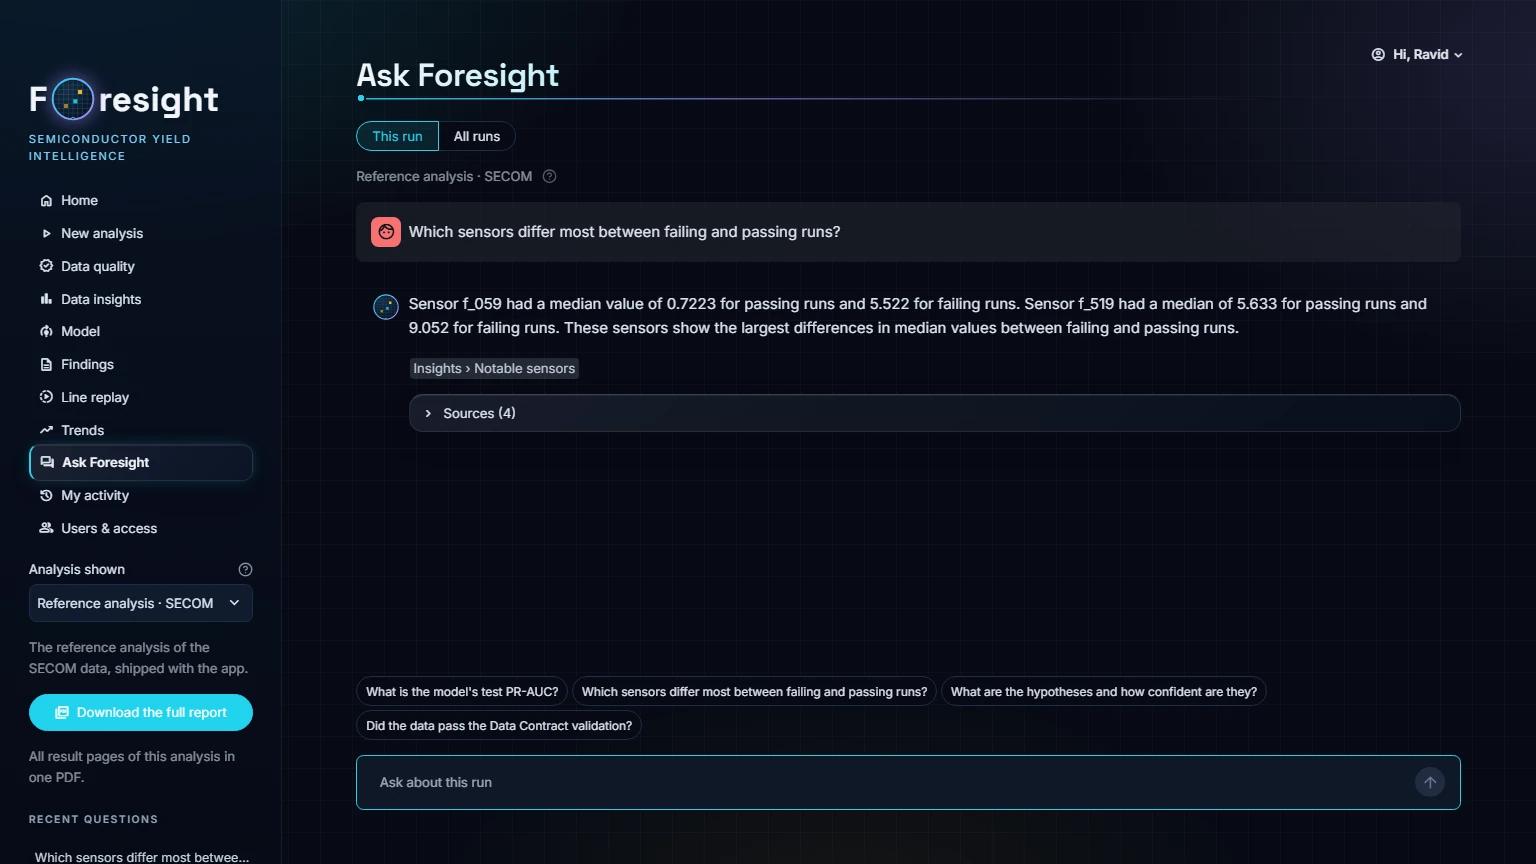 Foresight
SEMICONDUCTOR YIELD
INTELLIGENCE
Home
New analysis
Data quality
Data insights
Model
Findings
Line replay
Trends
Ask Foresight
My activity
Users & access
Analysis shown
Reference analysis · SECOM
The reference analysis of the
SECOM data, shipped with the app.
Download the full report
All result pages of this analysis in
one PDF.
RECENT QUESTIONS
Which sensors differ most betwee...
Hi, Ravid
Ask Foresight
This run
All runs
Reference analysis · SECOM
Which sensors differ most between failing and passing runs?
Sensor f_059 had a median value of 0.7223 for passing runs and 5.522 for failing runs. Sensor f_519 had a median of 5.633 for passing runs and
9.052 for failing runs. These sensors show the largest differences in median values between failing and passing runs.
Insights › Notable sensors
Sources (4)
What is the model's test PR-AUC?
Which sensors differ most between failing and passing runs?
What are the hypotheses and how confident are they?
Did the data pass the Data Contract validation?
Ask about this run